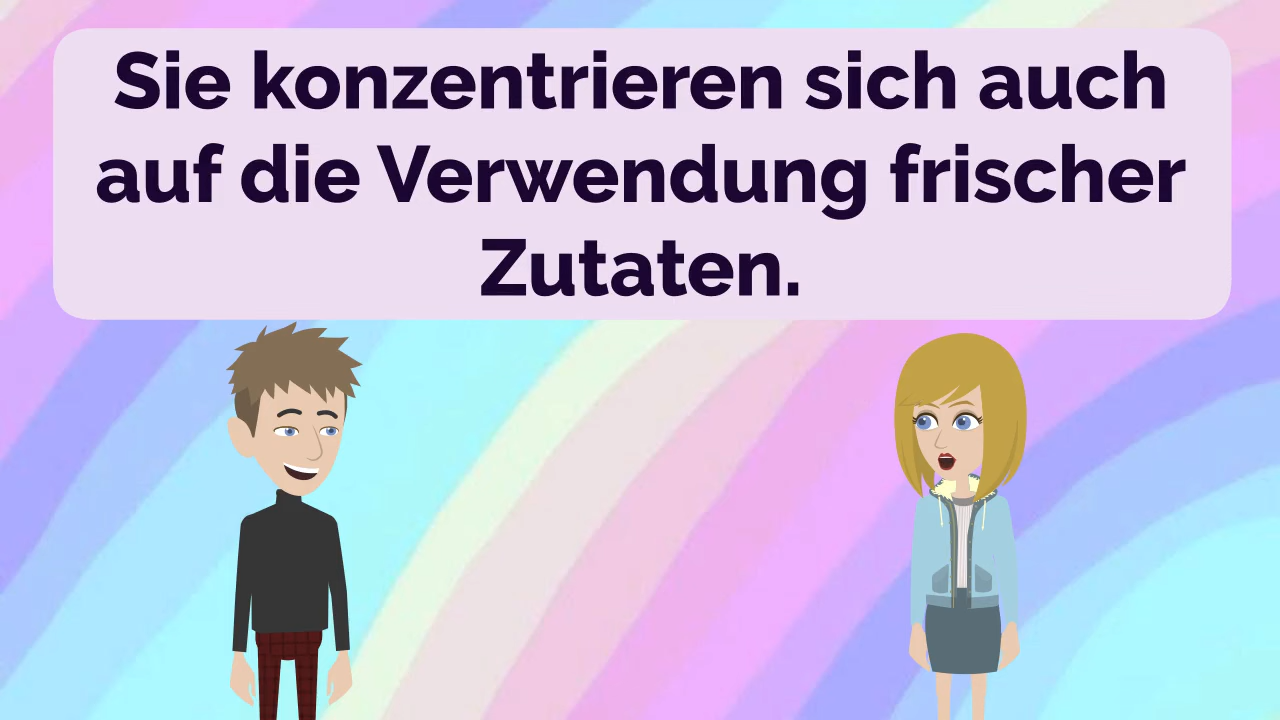 Sie konzentrieren sich auch
auf die Verwendung frischer
Zutaten.